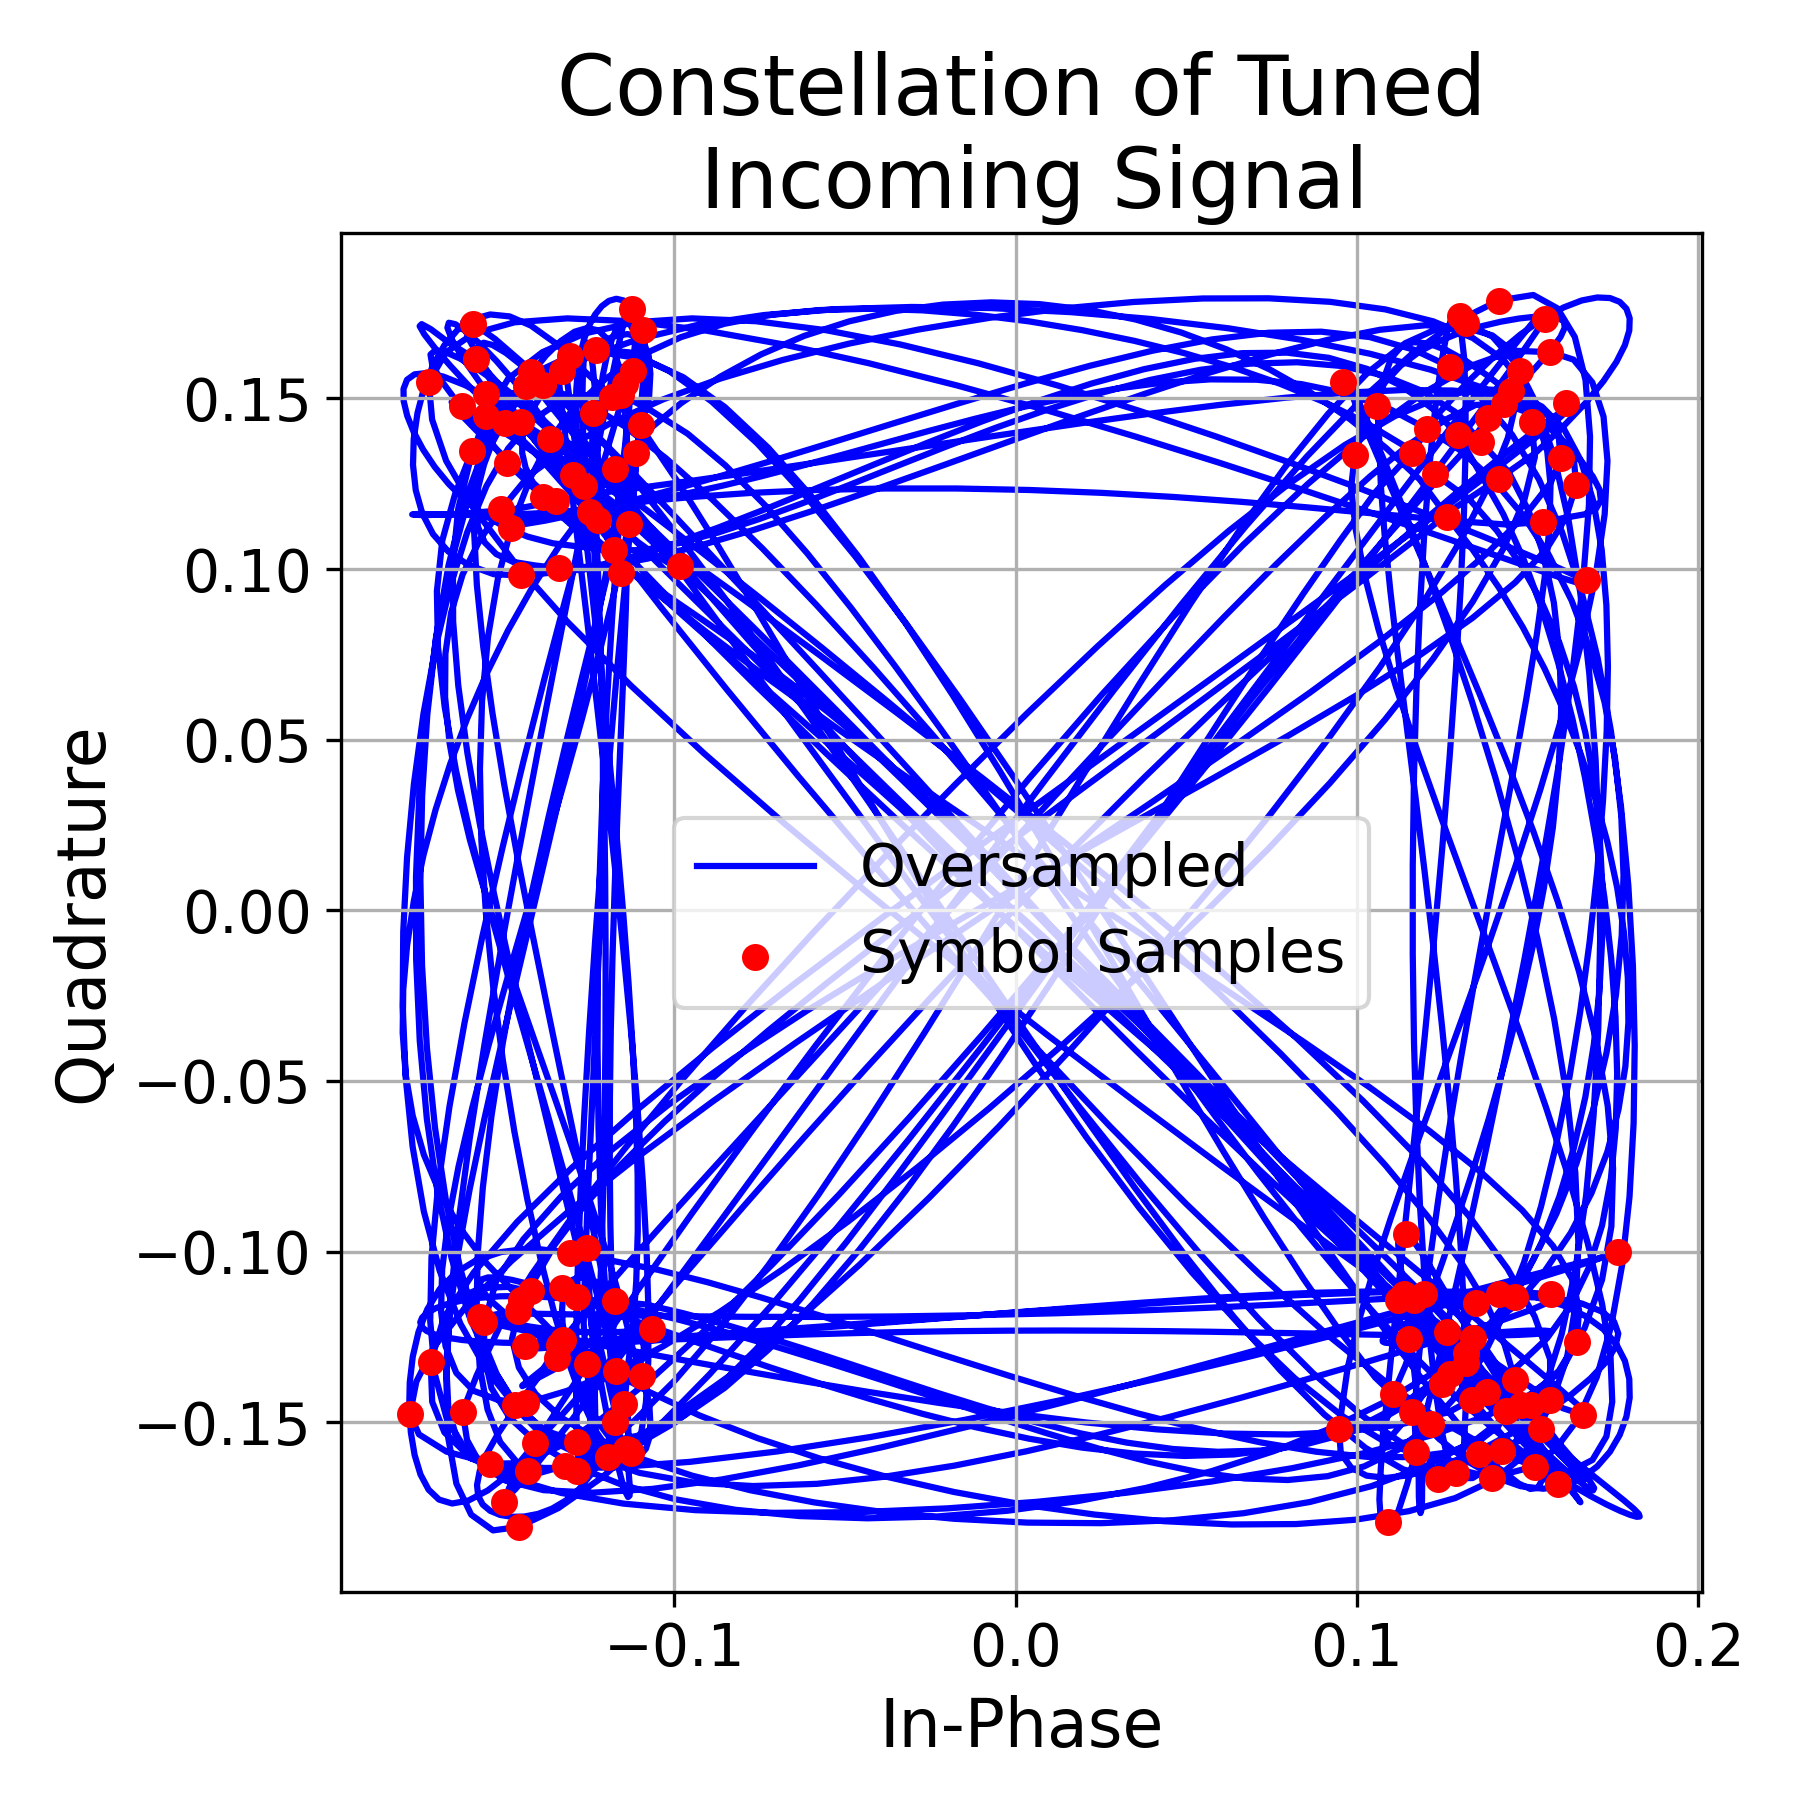 Constellation of Tuned
Incoming Signal
Quadrature
0.15
0.10
0.05
0.00
−0.05
−0.10
−0.15
Oversampled
Symbol Samples
−0.1 0.0 0.1 0.2
In-Phase